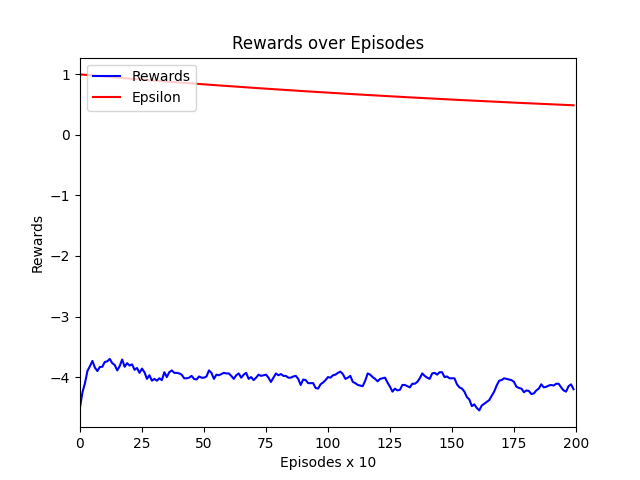 Rewards over Episodes
Rewards
Epsilon
1
0
−1
−2
−3
−4
Rewards
0 25 50 75 100 125 150 175 200
Episodes x 10